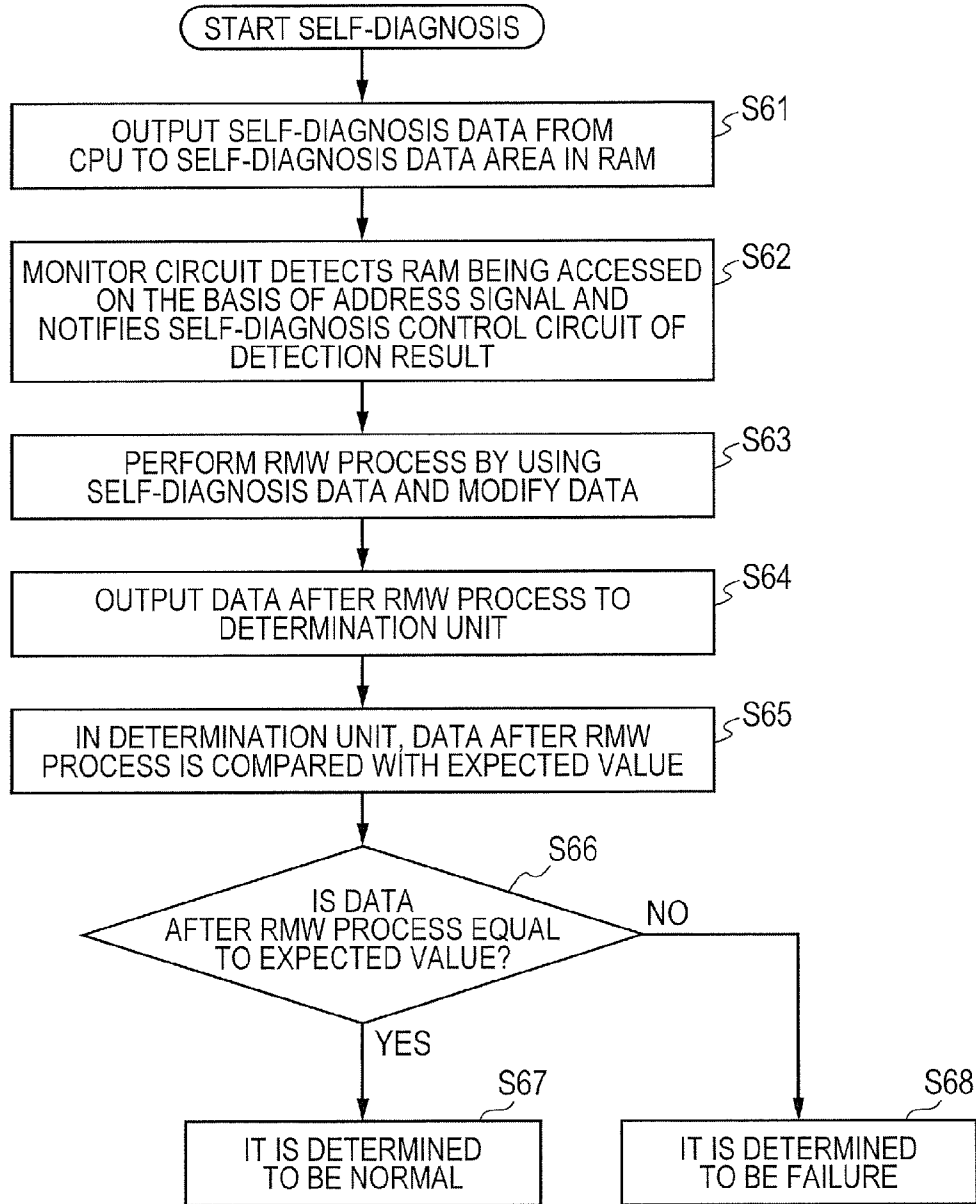 START SELF-DIAGNOSIS
S61
OUTPUT SELF-DIAGNOSIS DATA FROM
CPU TO SELF-DIAGNOSIS DATA AREA IN RAM
S62
MONITOR CIRCUIT DETECTS RAM BEING ACCESSED
ON THE BASIS OF ADDRESS SIGNAL AND
NOTIFIES SELF-DIAGNOSIS CONTROL CIRCUIT OF
DETECTION RESULT
S63
PERFORM RMW PROCESS BY USING
SELF-DIAGNOSIS DATA AND MODIFY DATA
S64
OUTPUT DATA AFTER RMW PROCESS TO
DETERMINATION UNIT
S65
IN DETERMINATION UNIT, DATA AFTER RMW
PROCESS IS COMPARED WITH EXPECTED VALUE
S66
IS DATA
AFTER RMW PROCESS EQUAL
TO EXPECTED VALUE?
NO
YES
S67
IT IS DETERMINED
TO BE NORMAL
S68
IT IS DETERMINED
TO BE FAILURE